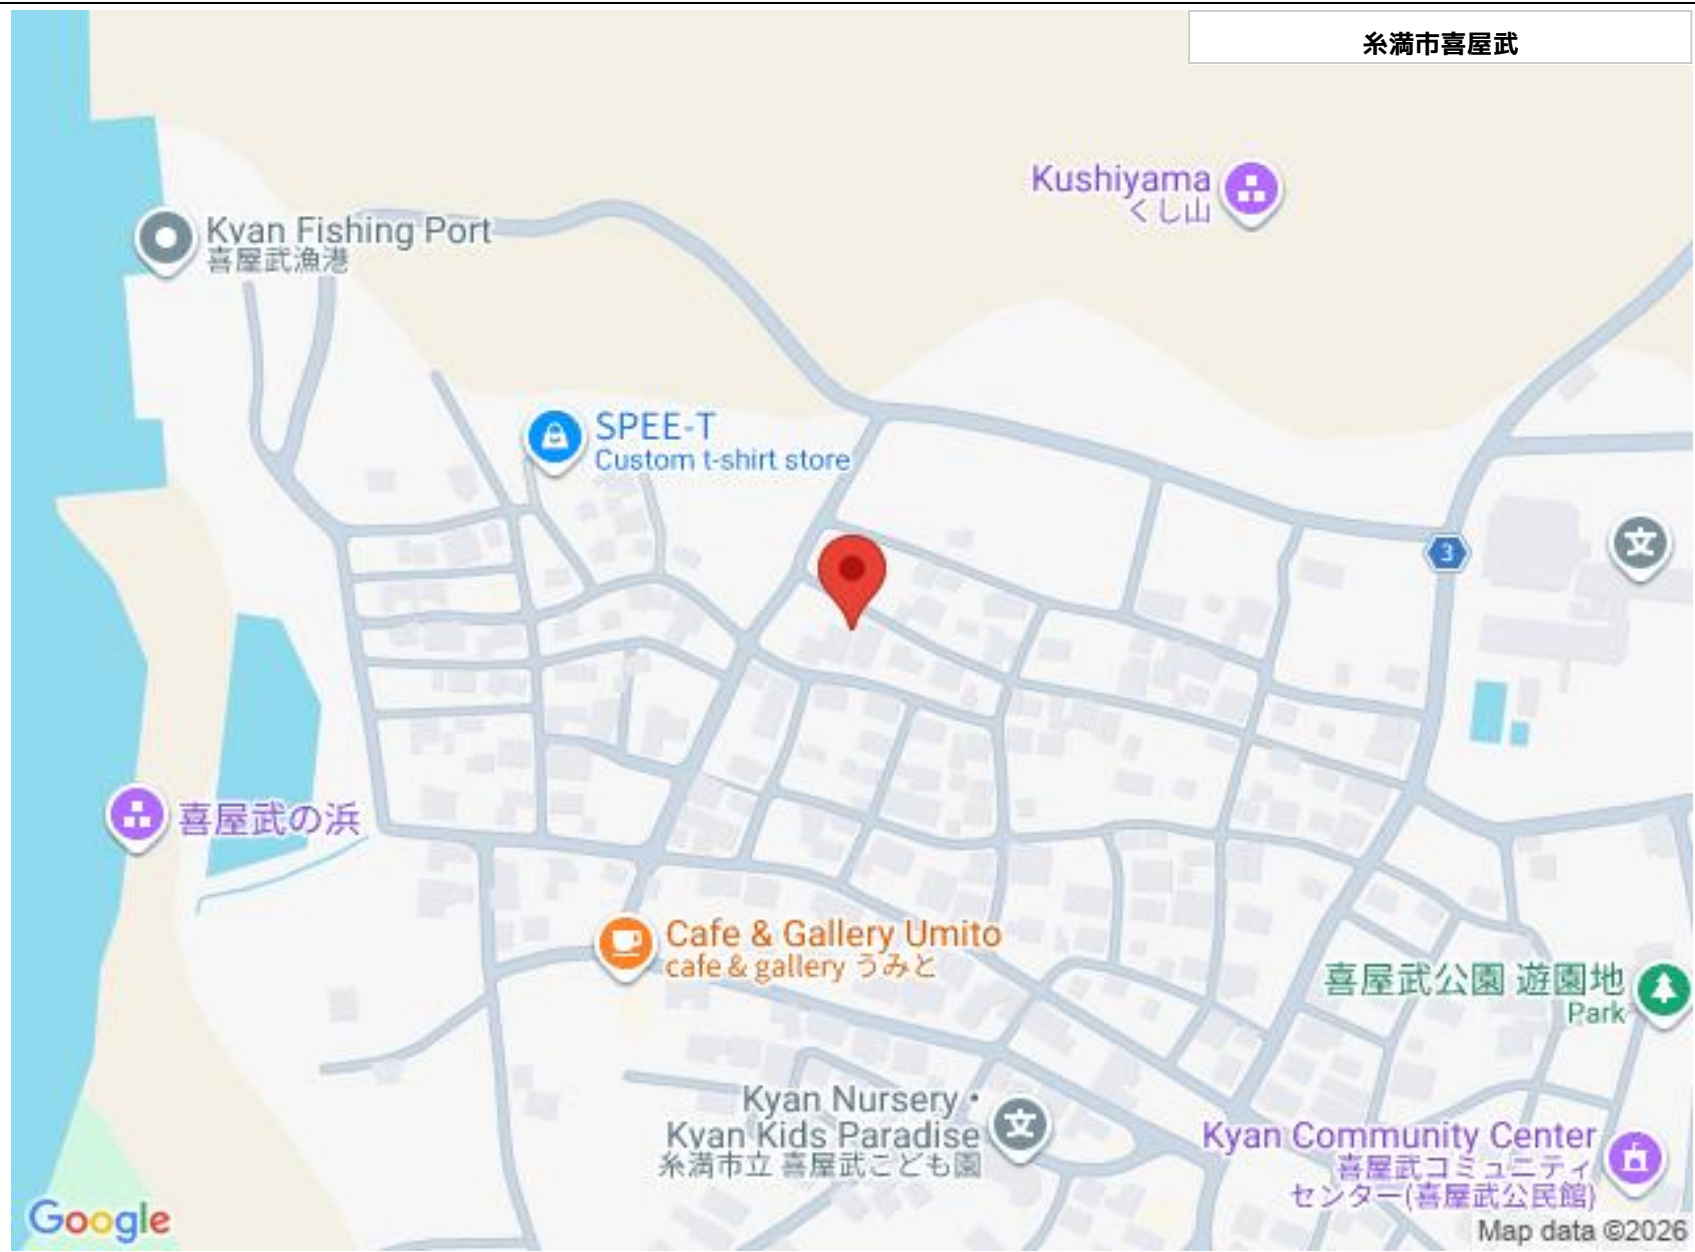 糸満市喜屋武
Kushiyama
くし山
Kyan Fishing Port
喜屋武漁港
SPEE-T
Custom t-shirt store
3
文
喜屋武の浜
Cafe & Gallery Umito
cafe & gallery うみと
喜屋武公園 遊園地
Park
Kyan Nursery •
Kyan Kids Paradise
糸満市立 喜屋武こども園
文
Kyan Community Center
喜屋武コミュニティ
センター(喜屋武公民館)
Google
Map data ©2026